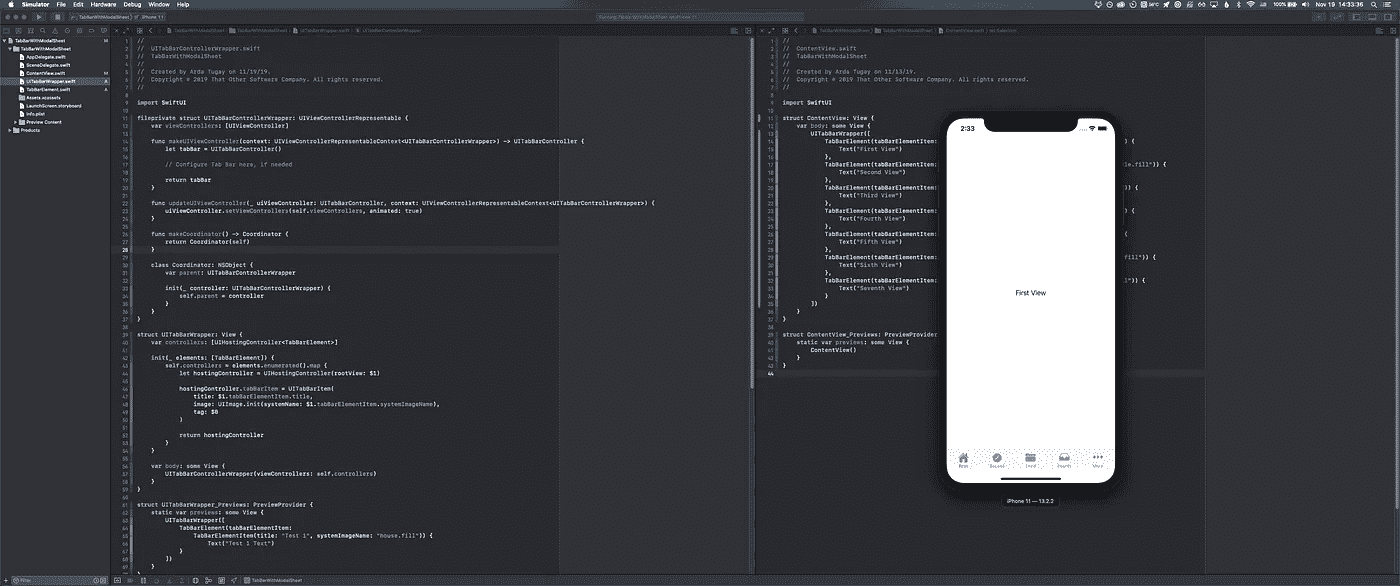 Simulator File Edit Hardware Debug Window Help
100% Nov 19 14:33:36
TabBarWithModalSheet iPhone 11
TabBarWithModalSheet
TabBarWithModalSheet
AppDelegate.swift
SceneDelegate.swift
ContentView.swift
UITabBarWrapper.swift
TabBarElement.swift
Assets.xcassets
LaunchScreen.storyboard
Info.plist
Preview Content
Products
Filter
//
// UITabBarControllerWrapper.swift
// TabBarWithModalSheet
//
// Created by Arda Tugay on 11/19/19.
// Copyright © 2019 That Other Software Company. All rights reserved.
//
import SwiftUI
fileprivate struct UITabBarControllerWrapper: UIViewControllerRepresentable {
var viewControllers: [UIViewController]
func makeUIViewController(context: UIViewControllerRepresentableContext<UITabBarControllerWrapper>) -> UITabBarController {
let tabBar = UITabBarController()
// Configure Tab Bar here, if needed
return tabBar
}
func updateUIViewController(_ uiViewController: UITabBarController, context: UIViewControllerRepresentableContext<UITabBarControllerWrapper>) {
uiViewController.setViewControllers(self.viewControllers, animated: true)
}
func makeCoordinator() -> Coordinator {
return Coordinator(self)
}
class Coordinator: NSObject {
var parent: UITabBarControllerWrapper
init(_ controller: UITabBarControllerWrapper) {
self.parent = controller
}
}
}
struct UITabBarWrapper: View {
var controllers: [UIHostingController<TabBarElement>]
init(_ elements: [TabBarElement]) {
self.controllers = elements.enumerated().map {
let hostingController = UIHostingController(rootView: $1)
hostingController.tabBarItem = UITabBarItem(
title: $1.tabBarElementItem.title,
image: UIImage.init(systemName: $1.tabBarElementItem.systemImageName),
tag: $0
)
return hostingController
}
}
var body: some View {
UITabBarControllerWrapper(viewControllers: self.controllers)
}
}
struct UITabBarWrapper_Previews: PreviewProvider {
static var previews: some View {
UITabBarWrapper([
TabBarElement(tabBarElementItem:
TabBarElementItem(title: "Test 1", systemImageName: "house.fill")) {
Text("Test 1 Text")
}
])
}
TabBarWithModalSheet
//
// ContentView.swift
// TabBarWithModalSheet
//
// Created by Arda Tugay on 11/13/19.
// Copyright © 2019 That Other Software Company. All rights reserved.
//
import SwiftUI
struct ContentView: View {
var body: some View {
UITabBarWrapper([
TabBarElement(tabBarElementItem:
Text("First View")
},
TabBarElement(tabBarElementItem: le.fill")) {
Text("Second View")
},
TabBarElement(tabBarElementItem: ) {
Text("Third View")
},
TabBarElement(tabBarElementItem: ) {
Text("Fourth View")
},
TabBarElement(tabBarElementItem: {
Text("Fifth View")
},
TabBarElement(tabBarElementItem: fill")) {
Text("Sixth View")
},
TabBarElement(tabBarElementItem: l")) {
Text("Seventh View")
}
])
}
}
struct ContentView_Previews: PreviewProvider
static var previews: some View {
ContentView()
}
}
2:33
First View
iPhone 11 — 13.2.2